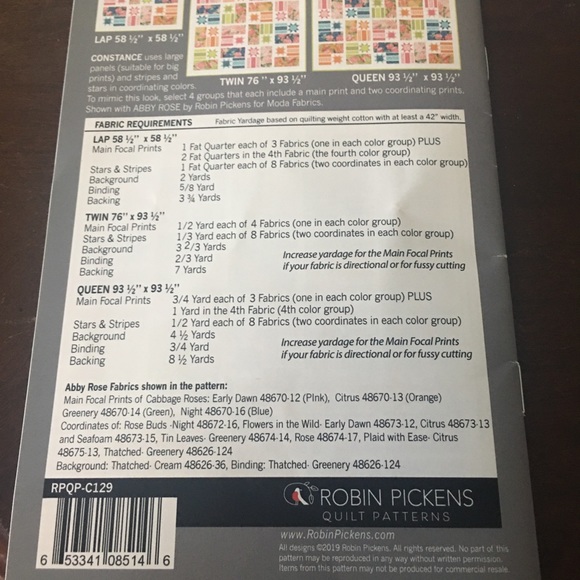 LAP 58 ½" x 58 ½"
TWIN 76" x 93 ½"
QUEEN 93 ½" x 93 ½"
CONSTANCE uses large
panels (suitable for big
prints) and stripes and
stars in coordinating colors.
To mimic this look, select 4 groups that each include a main print and two coordinating prints.
Shown with ABBY ROSE by Robin Pickens for Moda Fabrics.
FABRIC REQUIREMENTS Fabric Yardage based on quilting weight cotton with at least a 42" width.
LAP 58 ½" x 58 ½"
Main Focal Prints 1 Fat Quarter each of 3 Fabrics (one in each color group) PLUS
2 Fat Quarters in the 4th Fabric (the fourth color group)
Stars & Stripes 1 Fat Quarter each of 8 Fabrics (two coordinates in each color group)
Background 2 Yards
Binding 5/8 Yard
Backing 3 ¾ Yards
TWIN 76" x 93 ½"
Main Focal Prints 1/2 Yard each of 4 Fabrics (one in each color group)
Stars & Stripes 1/3 Yard each of 8 Fabrics (two coordinates in each color group)
Background 3 2/3 Yards
Binding 2/3 Yard
Backing 7 Yards
Increase yardage for the Main Focal Prints
if your fabric is directional or for fussy cutting
QUEEN 93 ½" x 93 ½"
Main Focal Prints 3/4 Yard each of 3 Fabrics (one in each color group) PLUS
1 Yard in the 4th Fabric (4th color group)
Stars & Stripes 1/2 Yard each of 8 Fabrics (two coordinates in each color group)
Background 4 ½ Yards
Binding 3/4 Yard
Backing 8 ½ Yards
Increase yardage for the Main Focal Prints
if your fabric is directional or for fussy cutting
Abby Rose Fabrics shown in the pattern:
Main Focal Prints of Cabbage Roses: Early Dawn 48670-12 (PInk), Citrus 48670-13 (Orange)
Greenery 48670-14 (Green), Night 48670-16 (Blue)
Coordinates of: Rose Buds -Night 48672-16, Flowers in the Wild- Early Dawn 48673-12, Citrus 48673-13
and Seafoam 48673-15, Tin Leaves- Greenery 48674-14, Rose 48674-17, Plaid with Ease- Citrus
48675-13, Thatched- Greenery 48626-124
Background: Thatched- Cream 48626-36, Binding: Thatched- Greenery 48626-124
RPQP-C129
6 53341 08514 6
ROBIN PICKENS
QUILT PATTERNS
www.RobinPickens.com
All designs ©2019 Robin Pickens. All rights reserved. No part of this
pattern may be reproduced in any way without written permission.
Items from this pattern may not be produced for commercial resale.